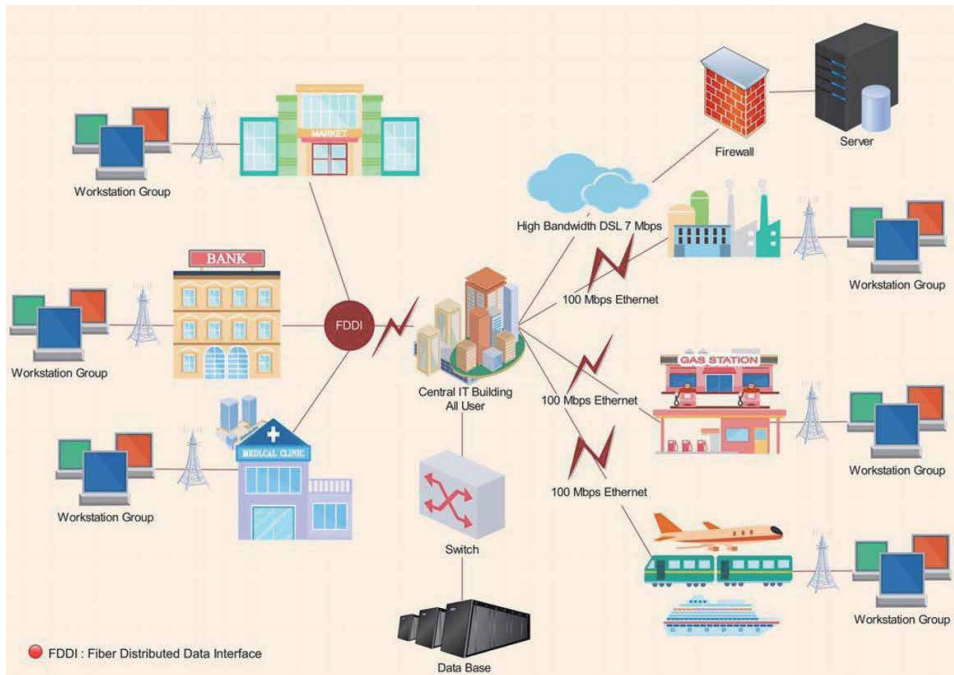 MARKET
Workstation Group
Firewall
Server
High Bandwidth DSL 7 Mbps
Workstation Group
BANK
100 Mbps Ethernet
FDDI
Workstation Group
GAS STATION
Central IT Building
All User
100 Mbps Ethernet
MEDICAL CLINIC
Workstation Group
Workstation Group
100 Mbps Ethernet
Switch
Workstation Group
FDDI : Fiber Distributed Data Interface
Data Base